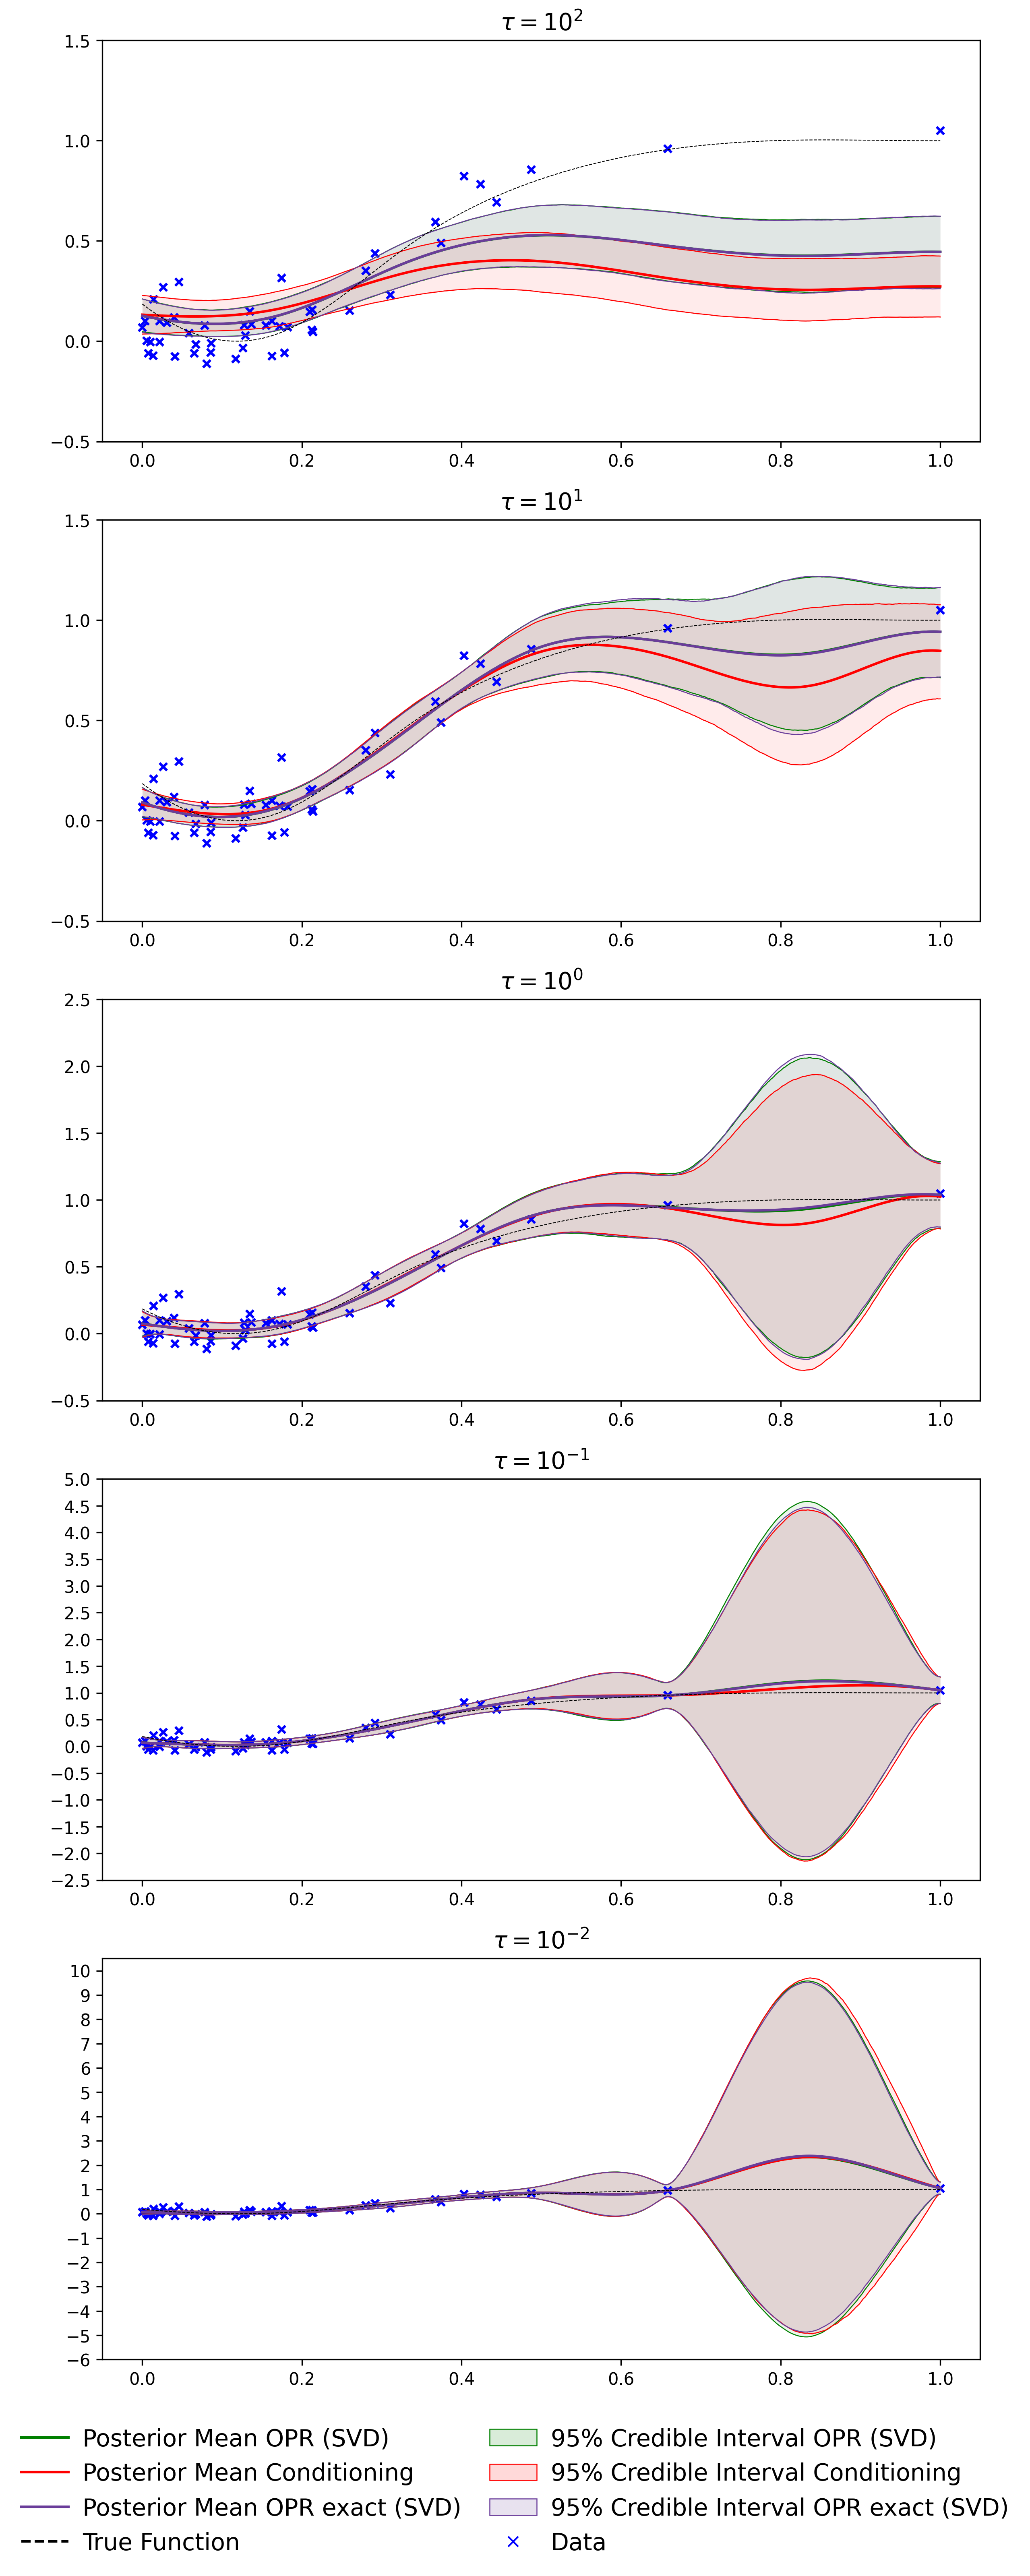 τ = 10²
1.5
1.0
0.5
0.0
−0.5
0.0 0.2 0.4 0.6 0.8 1.0
τ = 10¹
1.5
1.0
0.5
0.0
−0.5
0.0 0.2 0.4 0.6 0.8 1.0
τ = 10⁰
2.5
2.0
1.5
1.0
0.5
0.0
−0.5
0.0 0.2 0.4 0.6 0.8 1.0
τ = 10⁻¹
5.0
4.5
4.0
3.5
3.0
2.5
2.0
1.5
1.0
0.5
0.0
−0.5
−1.0
−1.5
−2.0
−2.5
0.0 0.2 0.4 0.6 0.8 1.0
τ = 10⁻²
10
9
8
7
6
5
4
3
2
1
0
−1
−2
−3
−4
−5
−6
0.0 0.2 0.4 0.6 0.8 1.0
Posterior Mean OPR (SVD)
Posterior Mean Conditioning
Posterior Mean OPR exact (SVD)
True Function
95% Credible Interval OPR (SVD)
95% Credible Interval Conditioning
95% Credible Interval OPR exact (SVD)
Data